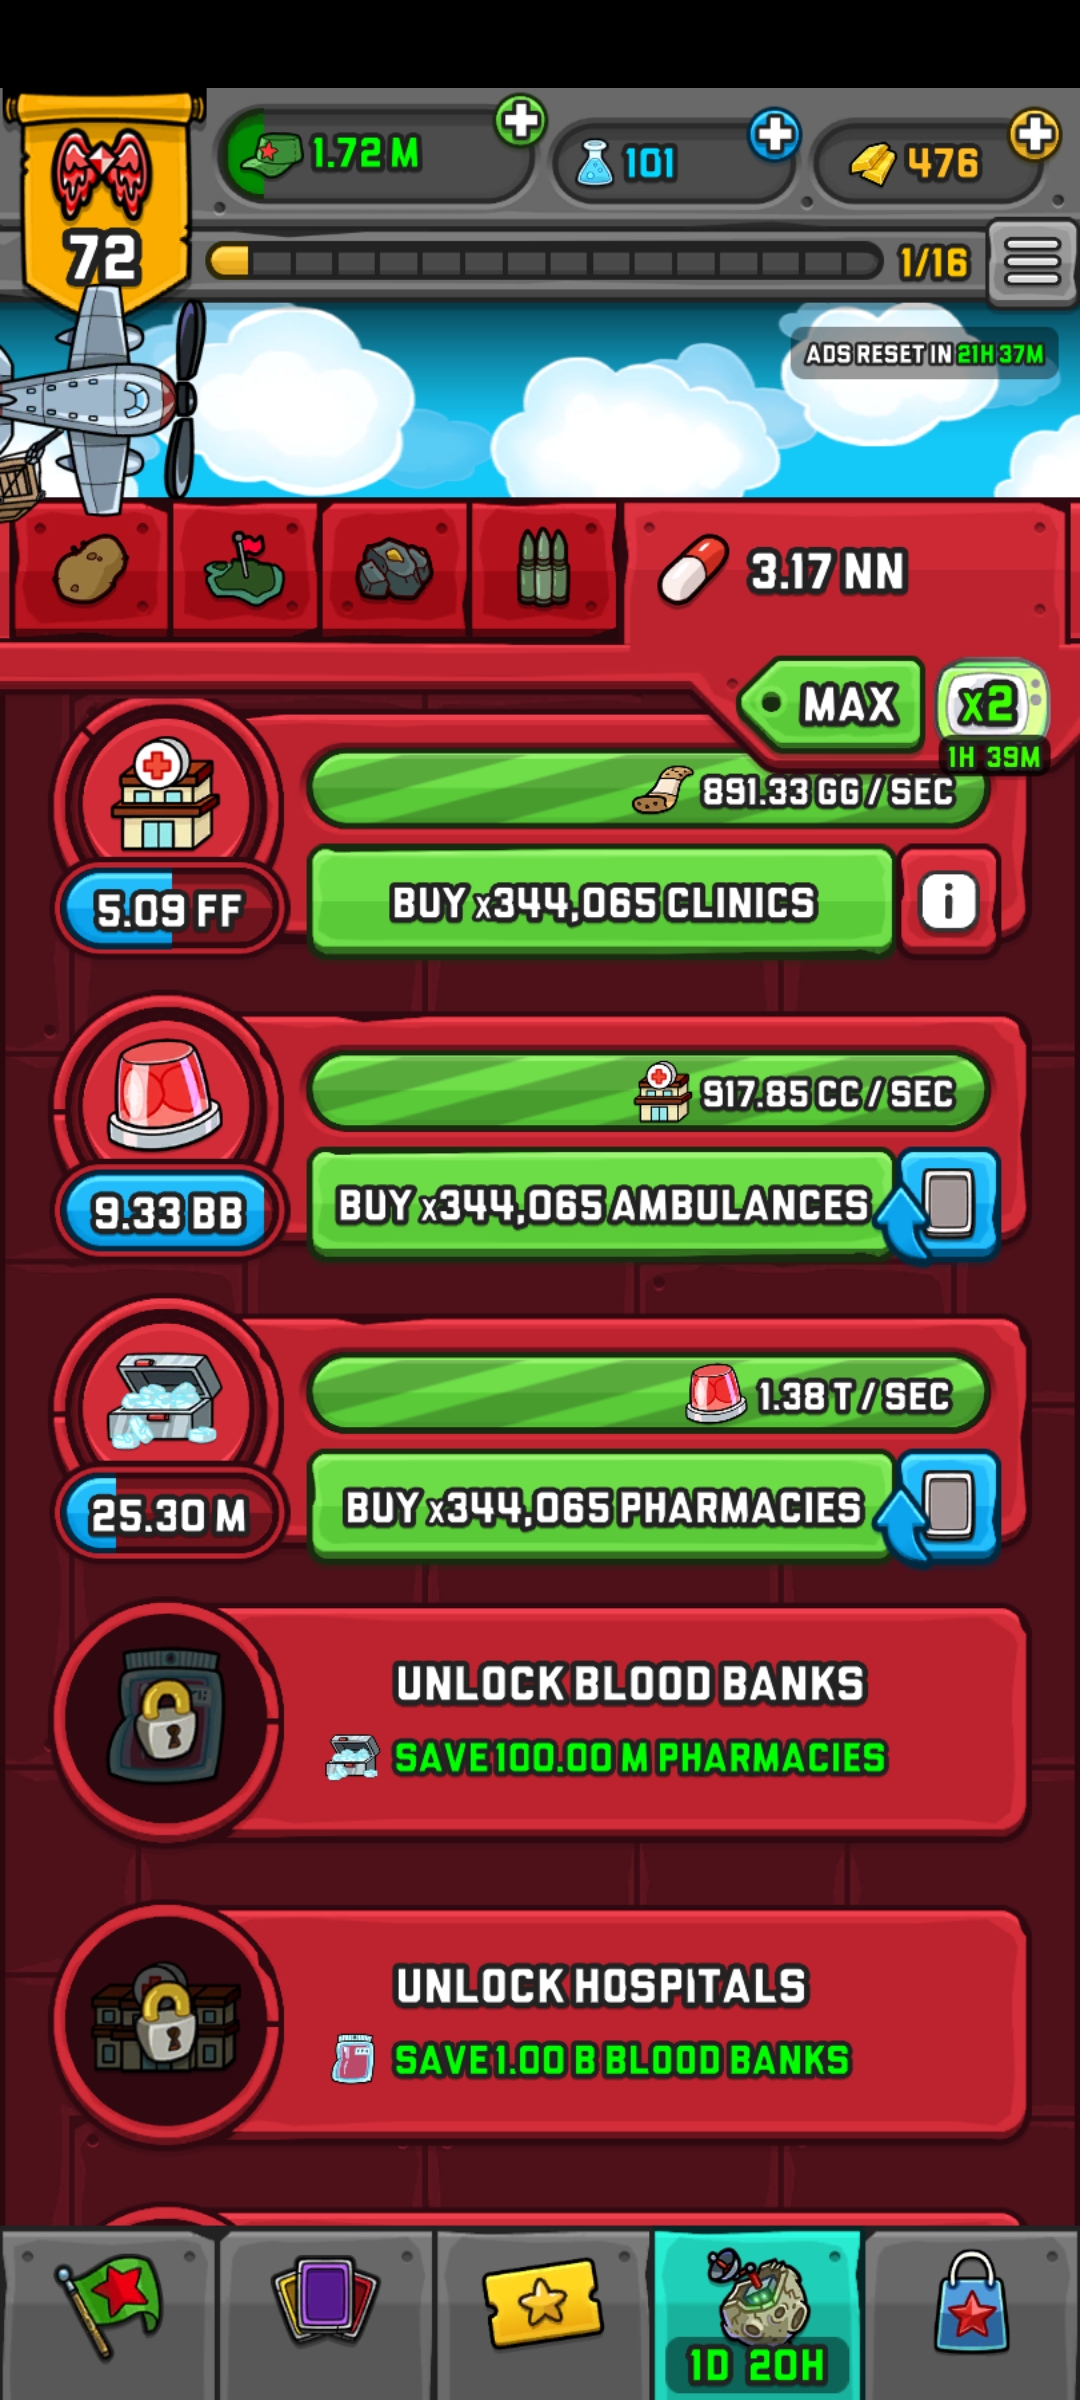 1.72 M
101
476
72
1/16
ADS RESET IN 21H 37M
3.17 NN
MAX
x2
1H 39M
891.33 GG / SEC
5.09 FF
BUY x344,065 CLINICS
i
917.85 CC / SEC
9.33 BB
BUY x344,065 AMBULANCES
1.38 T / SEC
25.30 M
BUY x344,065 PHARMACIES
UNLOCK BLOOD BANKS
SAVE 100.00 M PHARMACIES
UNLOCK HOSPITALS
SAVE 1.00 B BLOOD BANKS
1D 20H